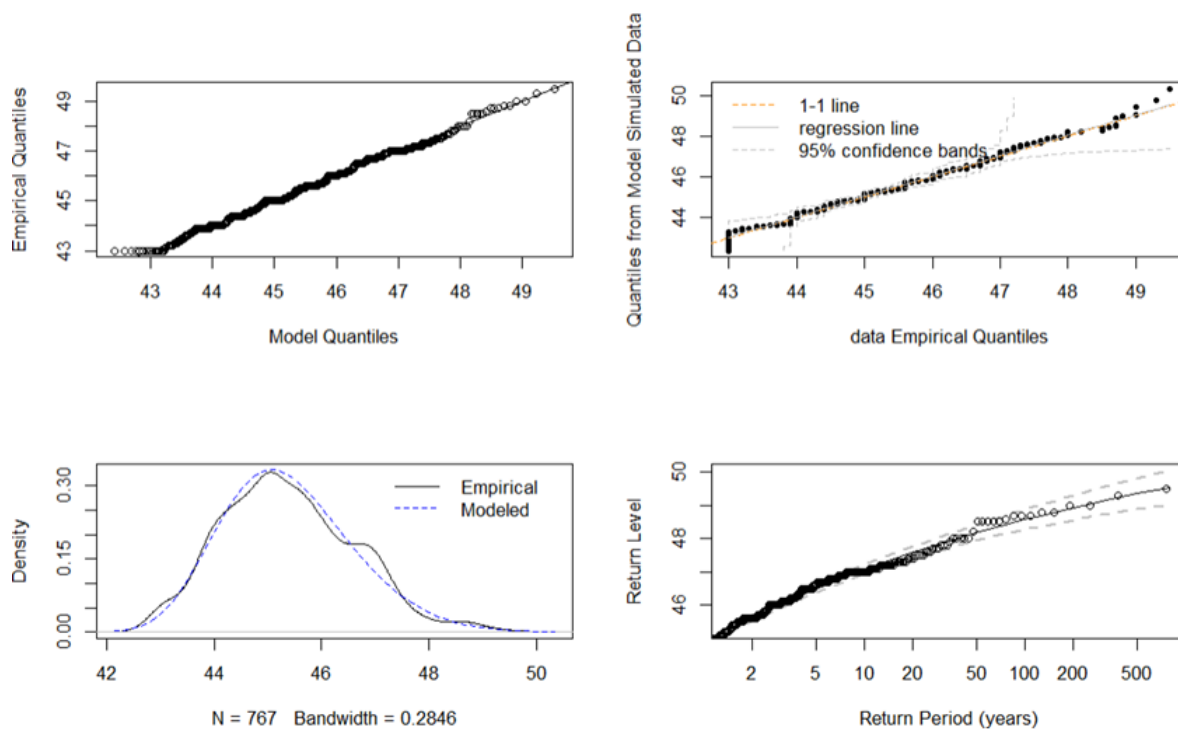 Empirical Quantiles
49
47
45
43
43 44 45 46 47 48 49
Model Quantiles
Quantiles from Model Simulated Data
50
48
46
44
1-1 line
regression line
95% confidence bands
43 44 45 46 47 48 49
data Empirical Quantiles
Density
0.30
0.15
0.00
Empirical
Modeled
42 44 46 48 50
N = 767 Bandwidth = 0.2846
Return Level
50
48
46
2 5 10 20 50 100 200 500
Return Period (years)